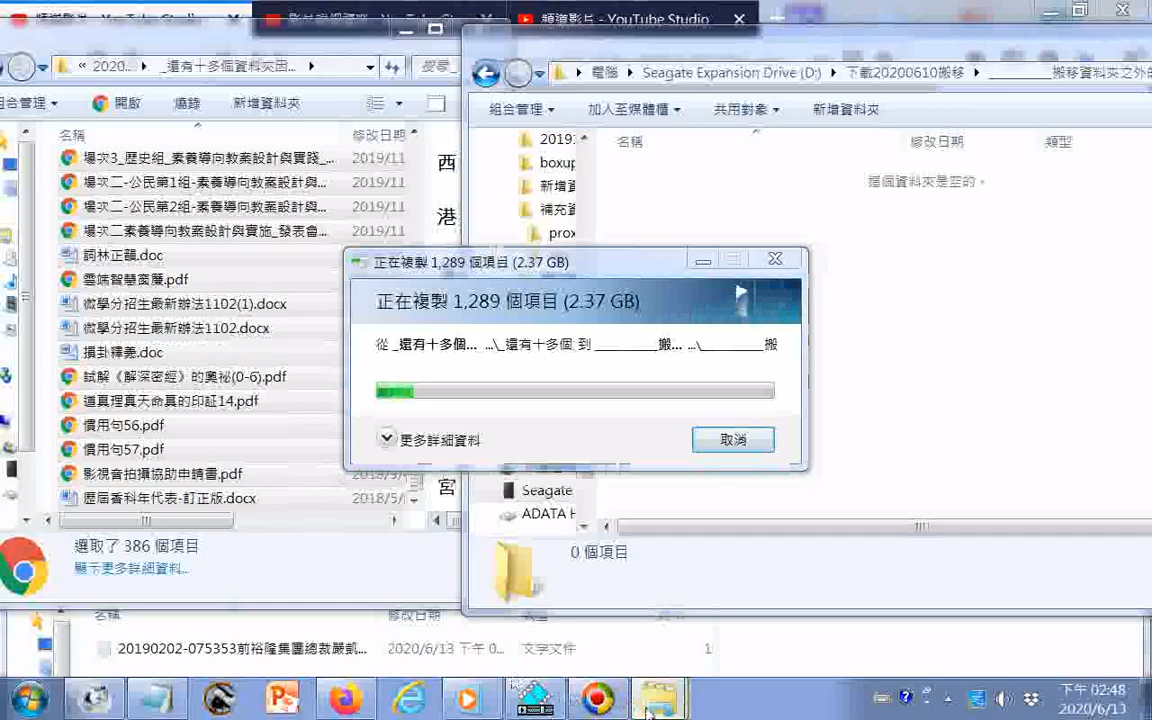 頻道影片 - YouTube Studio
« 2020...
_還有十多個資料夾因...
搜尋_
開啟
燒錄
新增資料夾
名稱
修改日期
場次3_歷史組_素養導向教案設計與實踐_...
2019/11
場次二-公民第1組-素養導向教案設計與...
2019/11
場次二-公民第2組-素養導向教案設計與...
2019/11
場次二素養導向教案設計與實施_發表會...
2019/11
詞林正韻.doc
雲端智慧窗簾.pdf
微學分招生最新辦法1102(1).docx
微學分招生最新辦法1102.docx
損卦釋義.doc
試解《解深密經》的奧祕(0-6).pdf
道真理真天命真的印証14.pdf
慣用句56.pdf
慣用句57.pdf
影視音拍攝協助申請書.pdf
歷屆香科年代表-訂正版.docx
2018/5/
選取了 386 個項目
顯示更多詳細資料...
西
港
宮
電腦
Seagate Expansion Drive (D:)
下載20200610搬移
_________搬移資料夾之外的
組合管理
加入至媒體櫃
共用對象
新增資料夾
名稱
修改日期
類型
這個資料夾是空的。
2019
boxup
新增資
補充資
prox
Seagate
ADATA H
0 個項目
正在複製 1,289 個項目 (2.37 GB)
正在複製 1,289 個項目 (2.37 GB)
從 _還有十多個... ...\_還有十多個 到 _________搬... ...\_________搬
更多詳細資料
取消
名稱
修改日期
類型
20190202-075353前裕隆集團總裁嚴凱...
2020/6/13 下午 0...
文字文件
1
下午 02:48
2020/6/13